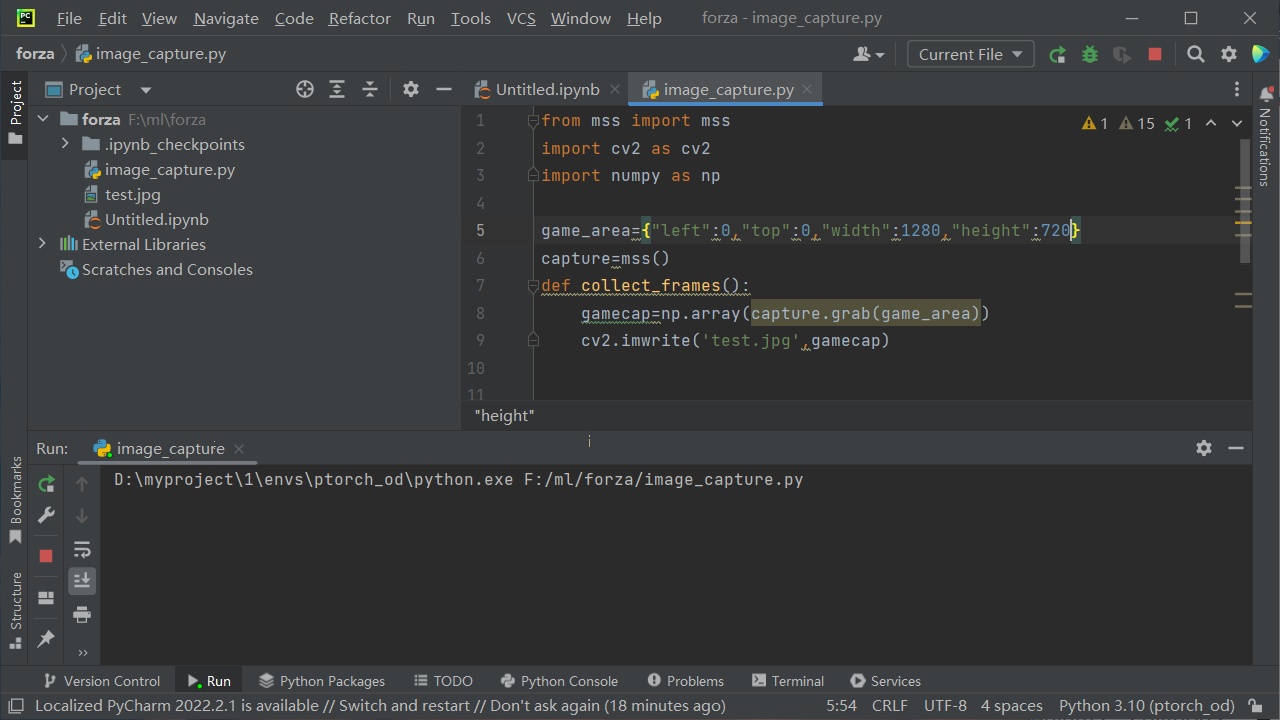 PC
File Edit View Navigate Code Refactor Run Tools VCS Window Help forza - image_capture.py
forza image_capture.py Current File
Project
Project
Untitled.ipynb
image_capture.py
forza F:\ml\forza
.ipynb_checkpoints
image_capture.py
test.jpg
Untitled.ipynb
External Libraries
Scratches and Consoles
1 from mss import mss
2 import cv2 as cv2
3 import numpy as np
4
5 game_area={"left":0,"top":0,"width":1280,"height":720}
6 capture=mss()
7 def collect_frames():
8 gamecap=np.array(capture.grab(game_area))
9 cv2.imwrite('test.jpg',gamecap)
10
11
1 15 1
"height"
Notifications
Run: image_capture
D:\myproject\1\envs\ptorch_od\python.exe F:/ml/forza/image_capture.py
Bookmarks
Structure
Version Control Run Python Packages TODO Python Console Problems Terminal Services
Localized PyCharm 2022.2.1 is available // Switch and restart // Don't ask again (18 minutes ago) 5:54 CRLF UTF-8 4 spaces Python 3.10 (ptorch_od)